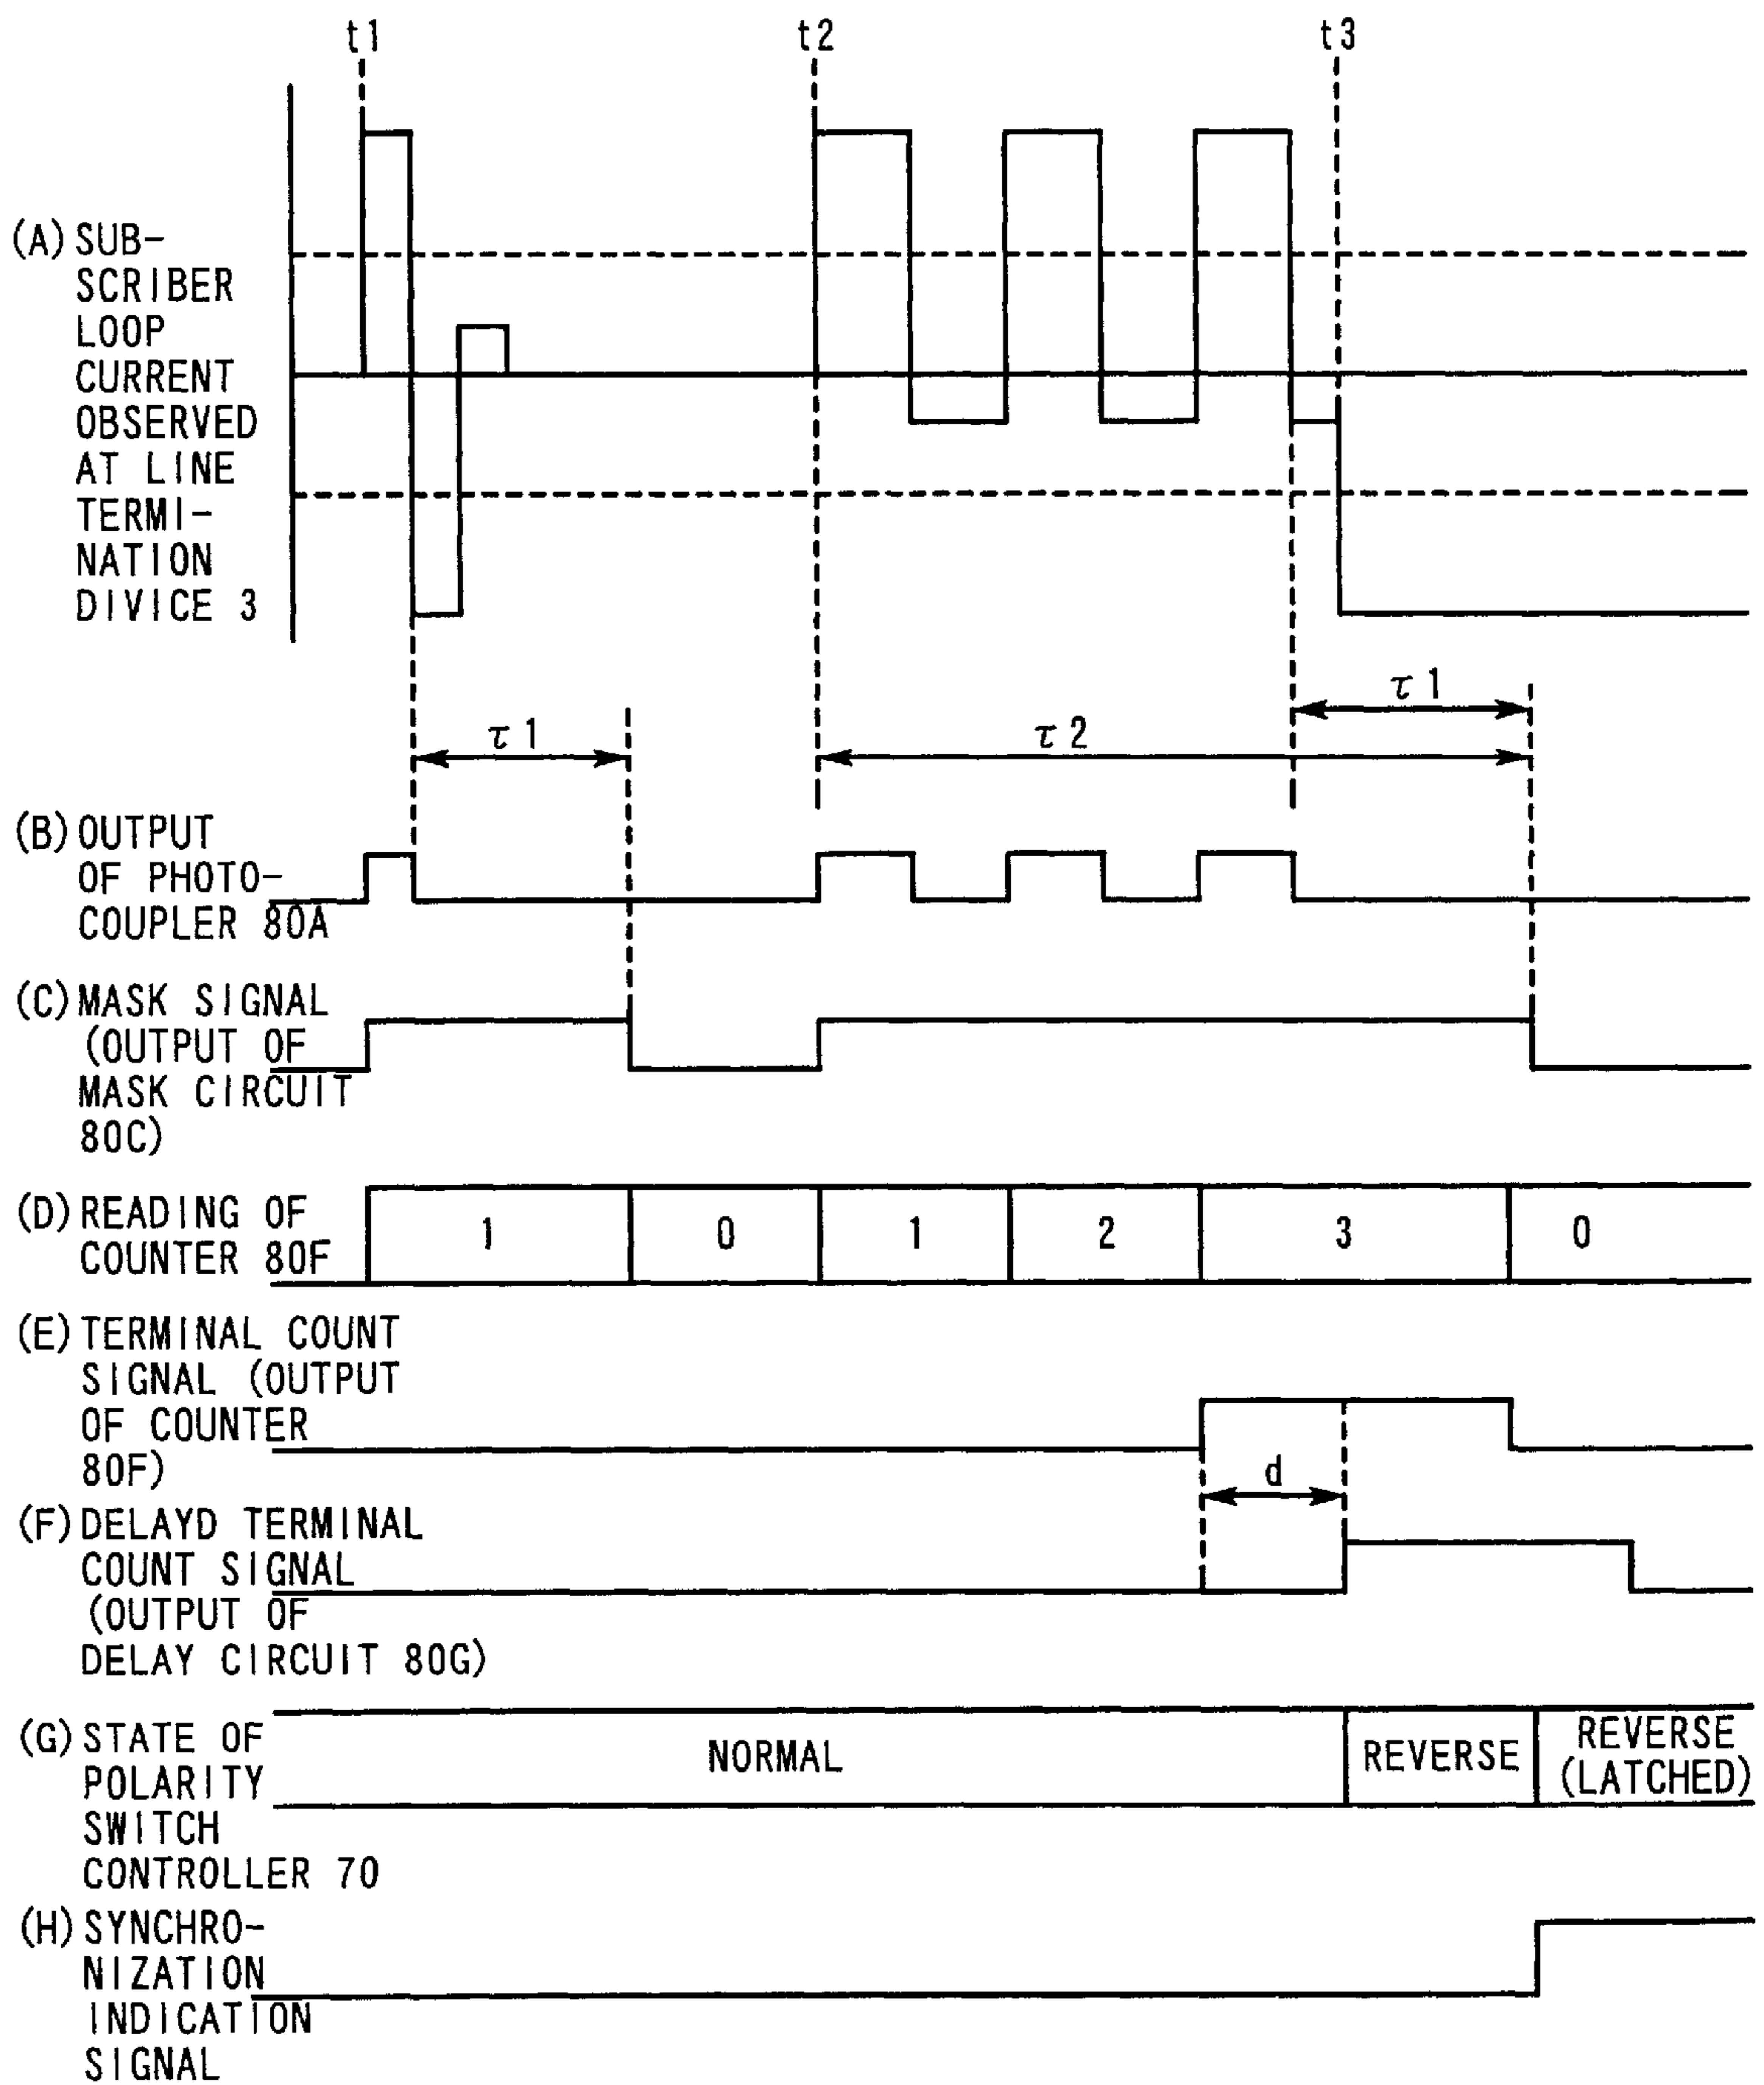 t1 t2 t3
(A) SUB-
SCRIBER
LOOP
CURRENT
OBSERVED
AT LINE
TERMI-
NATION
DIVICE 3
τ1
τ1 τ2
(B) OUTPUT
OF PHOTO-
COUPLER 80A
(C) MASK SIGNAL
(OUTPUT OF
MASK CIRCUIT
80C)
(D) READING OF
COUNTER 80F
1 0 1 2 3 0
(E) TERMINAL COUNT
SIGNAL (OUTPUT
OF COUNTER
80F)
d
(F) DELAYD TERMINAL
COUNT SIGNAL
(OUTPUT OF
DELAY CIRCUIT 80G)
(G) STATE OF
POLARITY
SWITCH
CONTROLLER 70
NORMAL REVERSE REVERSE
(LATCHED)
(H) SYNCHRO-
NIZATION
INDICATION
SIGNAL